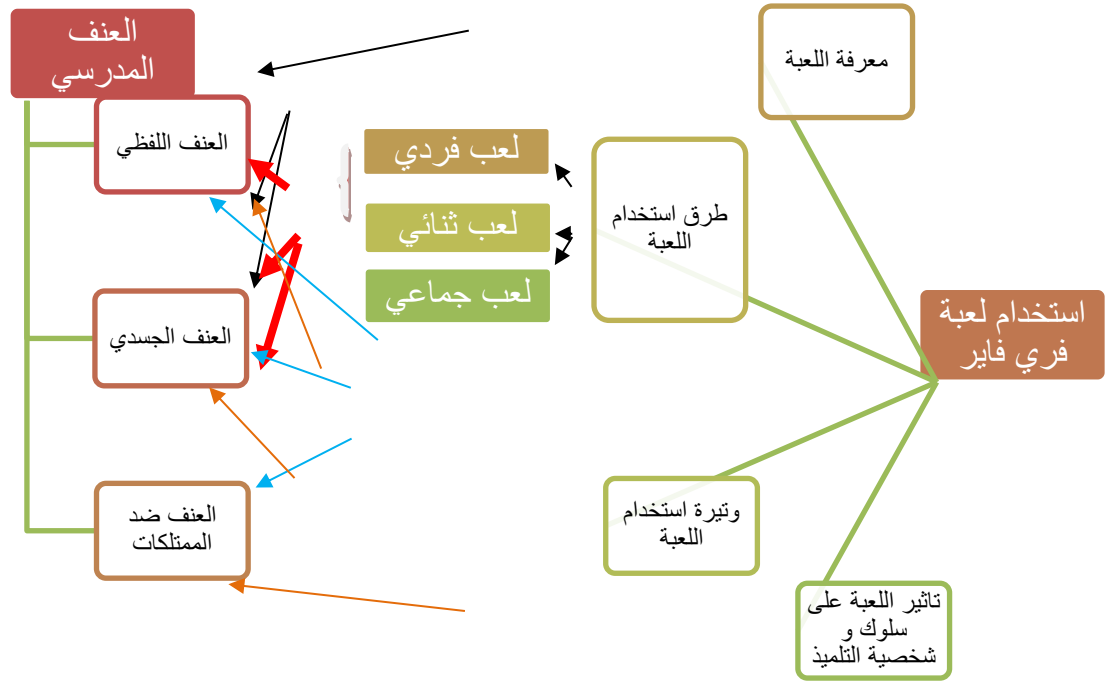 العنف
المدرسي
معرفة اللعبة
العنف اللفظي
لعب فردي
طرق استخدام
اللعبة
لعب ثنائي
لعب جماعي
استخدام لعبة
فري فاير
العنف الجسدي
وتيرة استخدام
اللعبة
العنف ضد
الممتلكات
تاثير اللعبة على
سلوك و
شخصية التلميذ